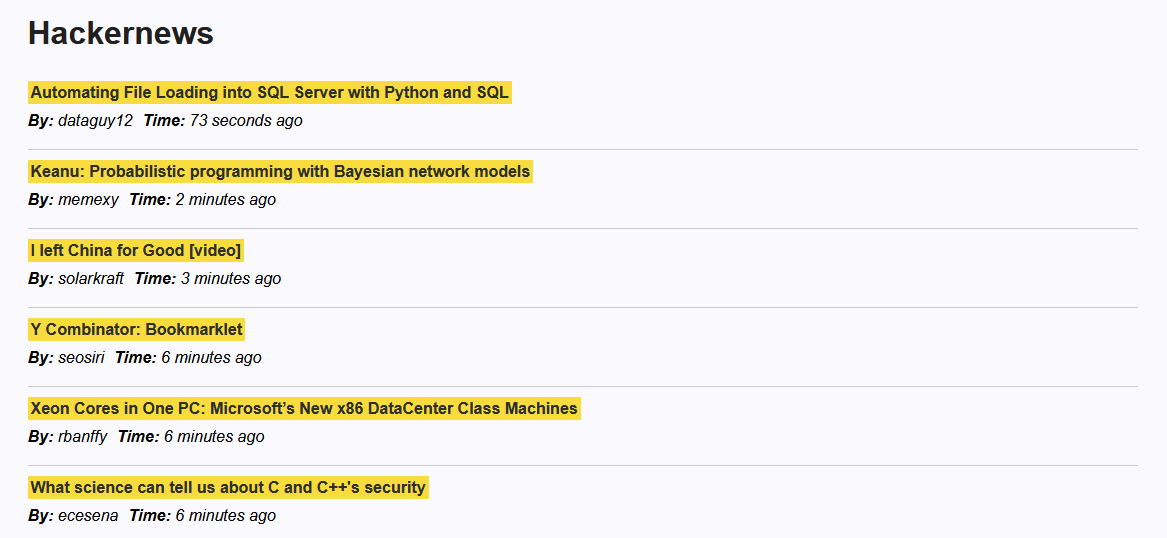 Hackernews
Automating File Loading into SQL Server with Python and SQL
By: dataguy12 Time: 73 seconds ago
Keanu: Probabilistic programming with Bayesian network models
By: memexy Time: 2 minutes ago
I left China for Good [video]
By: solarkraft Time: 3 minutes ago
Y Combinator: Bookmarklet
By: seosiri Time: 6 minutes ago
Xeon Cores in One PC: Microsoft’s New x86 DataCenter Class Machines
By: rbanffy Time: 6 minutes ago
What science can tell us about C and C++'s security
By: ecesena Time: 6 minutes ago